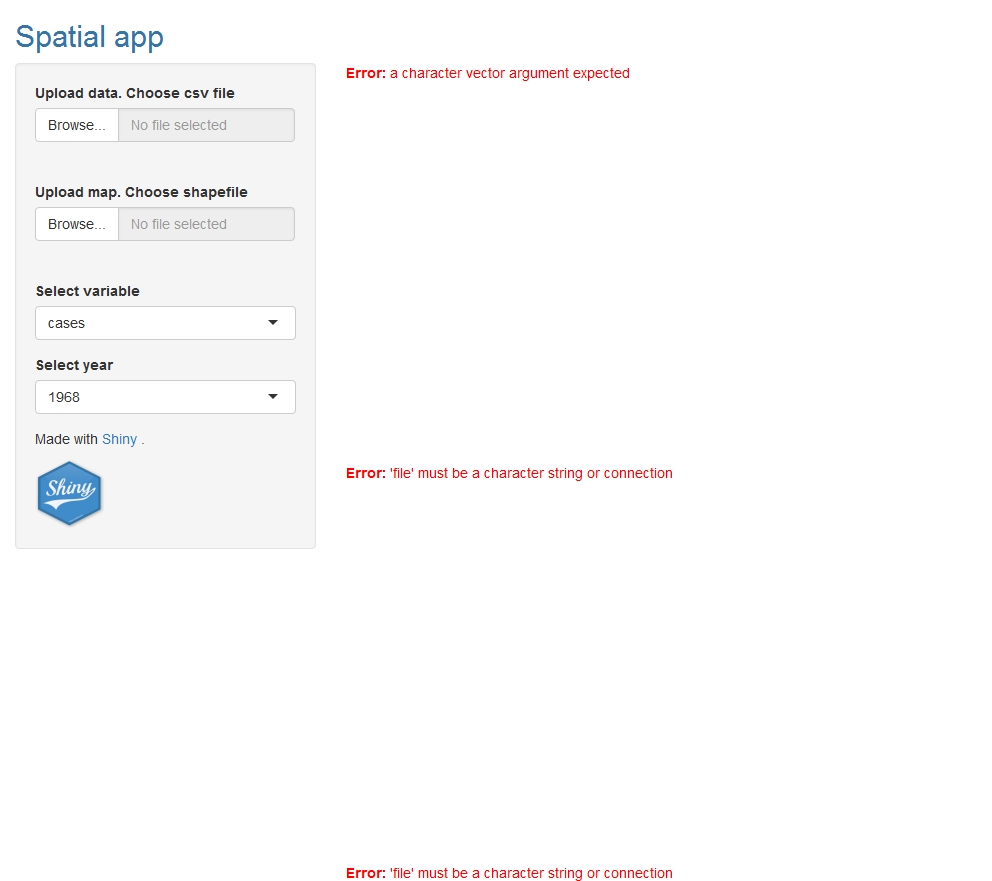 Spatial app
Upload data. Choose csv file
Browse... No file selected
Upload map. Choose shapefile
Browse... No file selected
Select variable
cases
Select year
1968
Made with Shiny .
Shiny
Error: a character vector argument expected
Error: 'file' must be a character string or connection
Error: 'file' must be a character string or connection